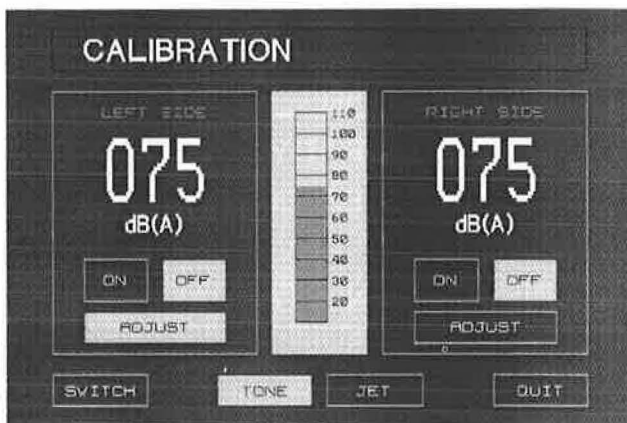 CALIBRATION
LEFT SIDE
075
dB(A)
ON OFF
ADJUST
110
100
90
80
70
60
50
40
30
20
RIGHT SIDE
075
dB(A)
ON OFF
ADJUST
SWITCH TONE JET QUIT